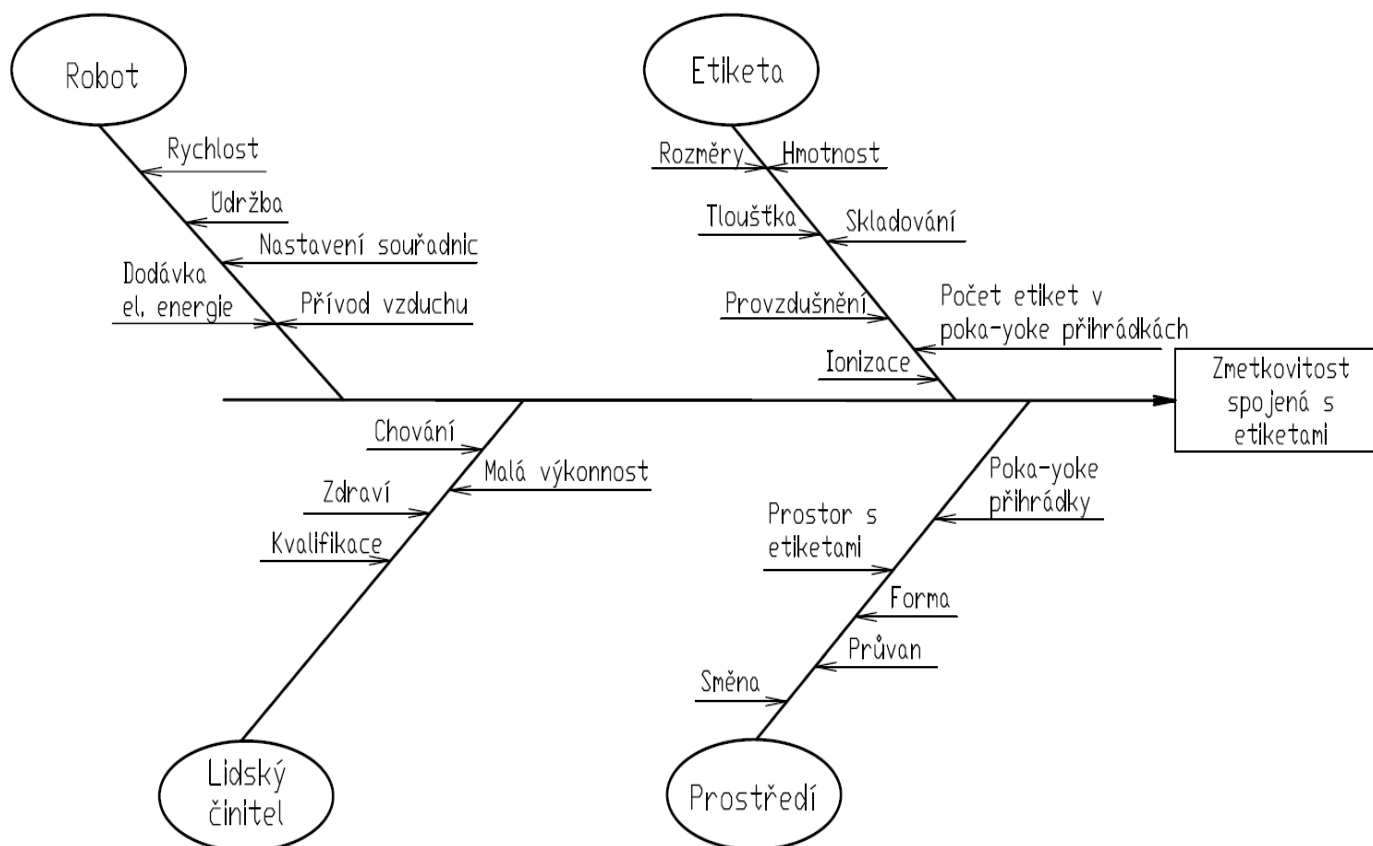 Robot
Etiketa
Rychlost
Údržba
Nastavení souřadnic
Dodávka
el. energie
Přívod vzduchu
Rozměry
Hmotnost
Tloušťka
Skladování
Provzdušnění
Počet etiket v
poka-yoke přihrádkách
Ionizace
Zmetkovitost
spojená s
etiketami
Chování
Malá výkonnost
Zdraví
Kvalifikace
Poka-yoke
přihrádky
Prostor s
etiketami
Forma
Průvan
Směna
Lidský
činitel
Prostředí